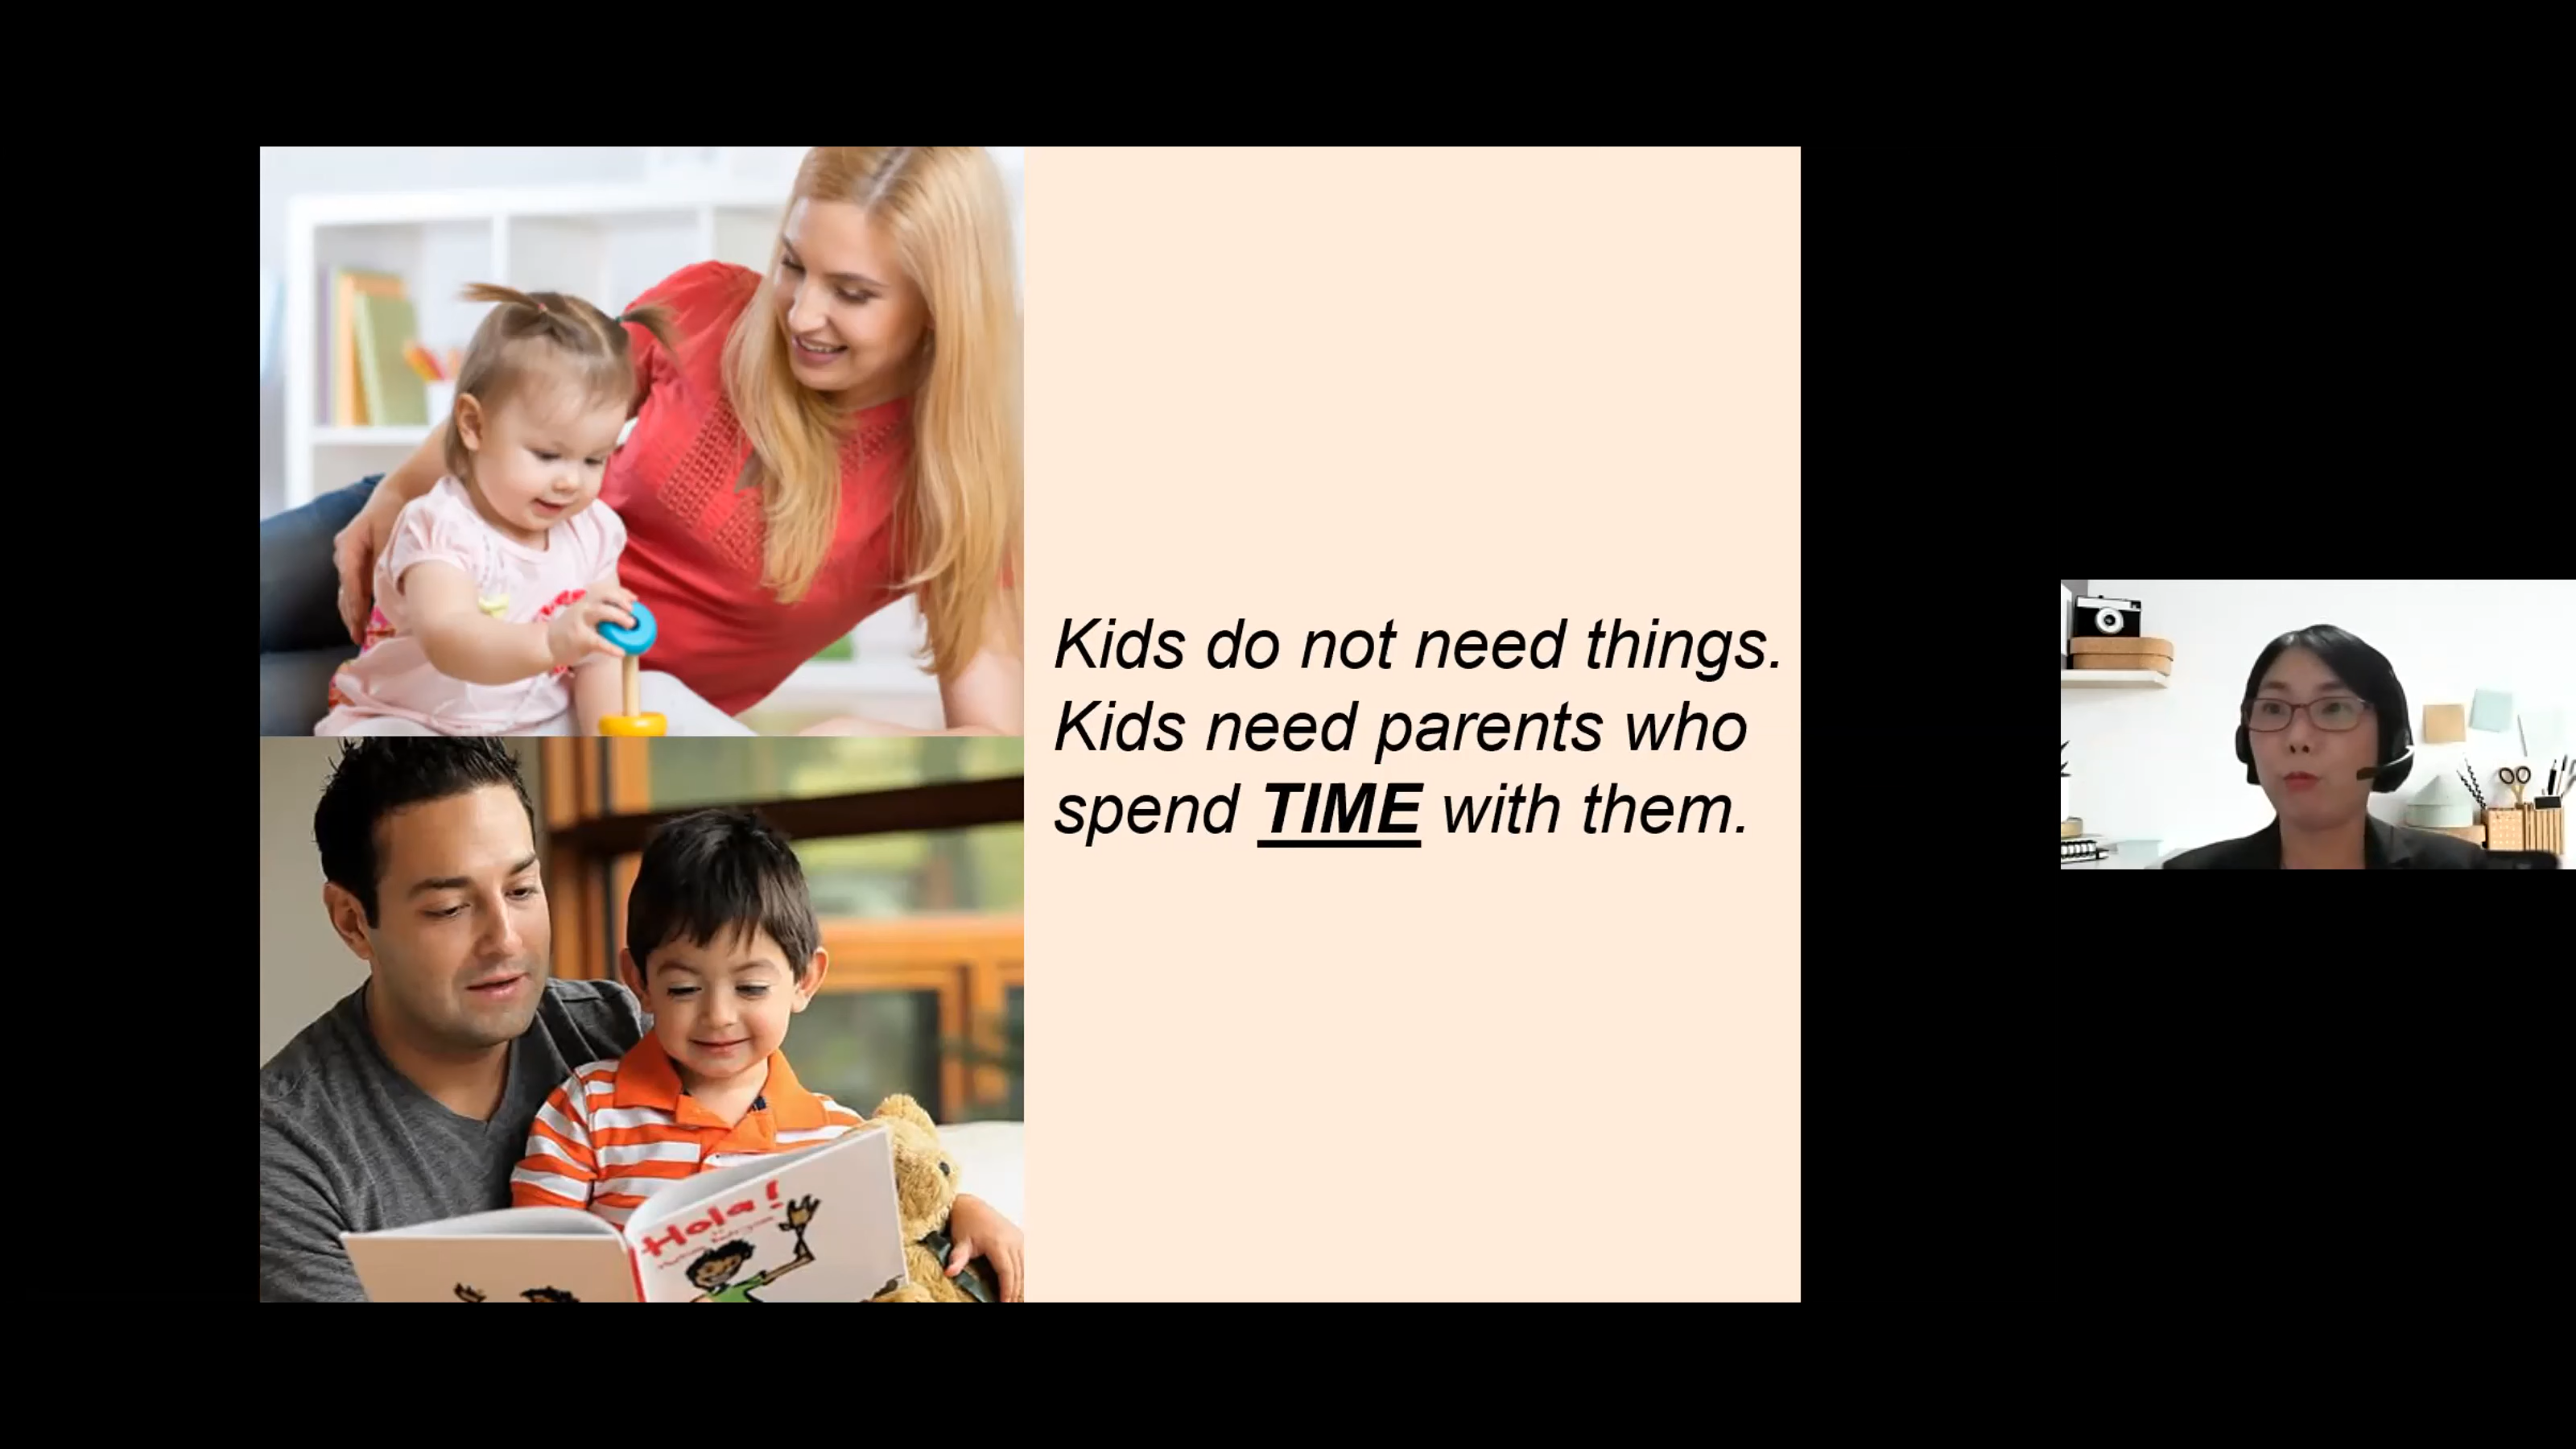 Kids do not need things.
Kids need parents who
spend TIME with them.
Hola!